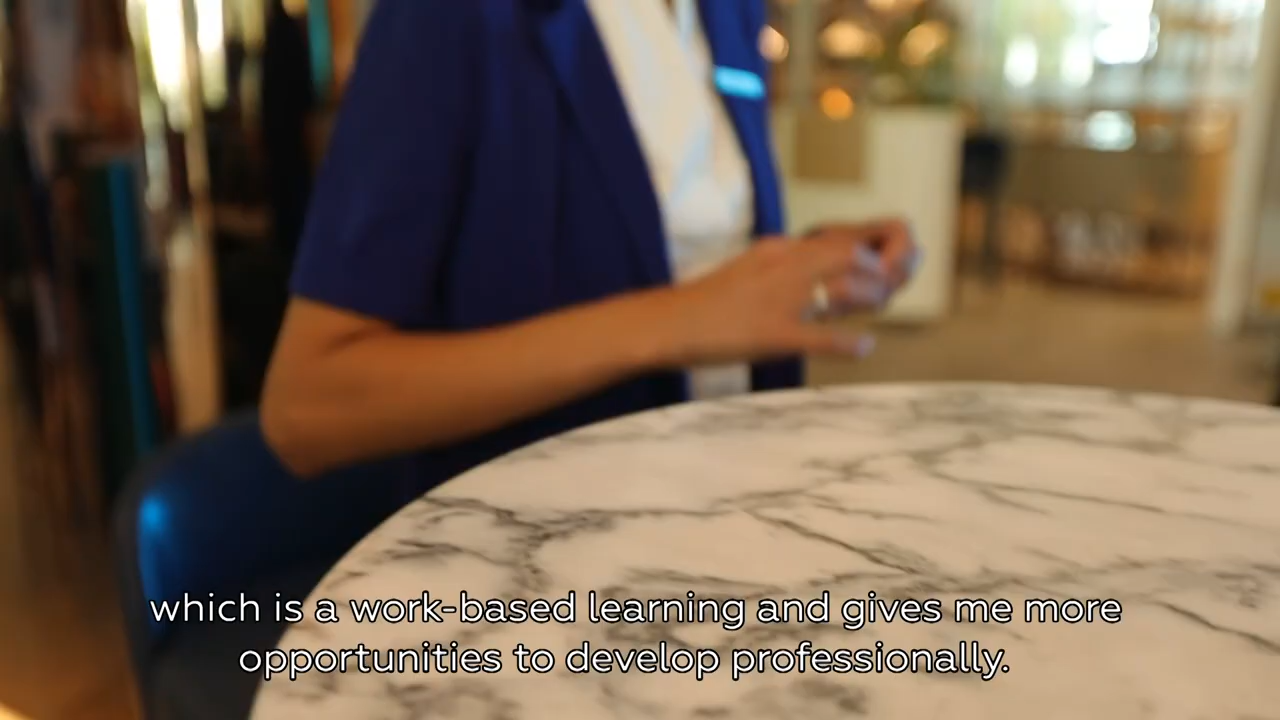 which is a work-based learning and gives me more
opportunities to develop professionally.